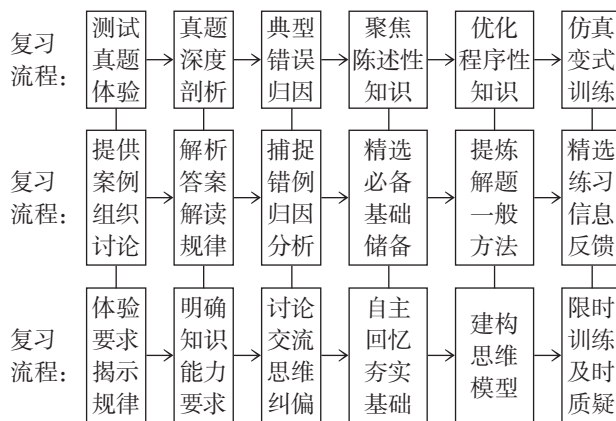 复习
流程：
测试
真题
体验
真题
深度
剖析
典型
错误
归因
聚焦
陈述性
知识
优化
程序性
知识
仿真
变式
训练
复习
流程：
提供
案例
组织
讨论
解析
答案
解读
规律
捕捉
错例
归因
分析
精选
必备
基础
储备
提炼
解题
一般
方法
精选
练习
信息
反馈
复习
流程：
体验
要求
揭示
规律
明确
知识
能力
要求
讨论
交流
思维
纠偏
自主
回忆
夯实
基础
建构
思维
模型
限时
训练
及时
质疑